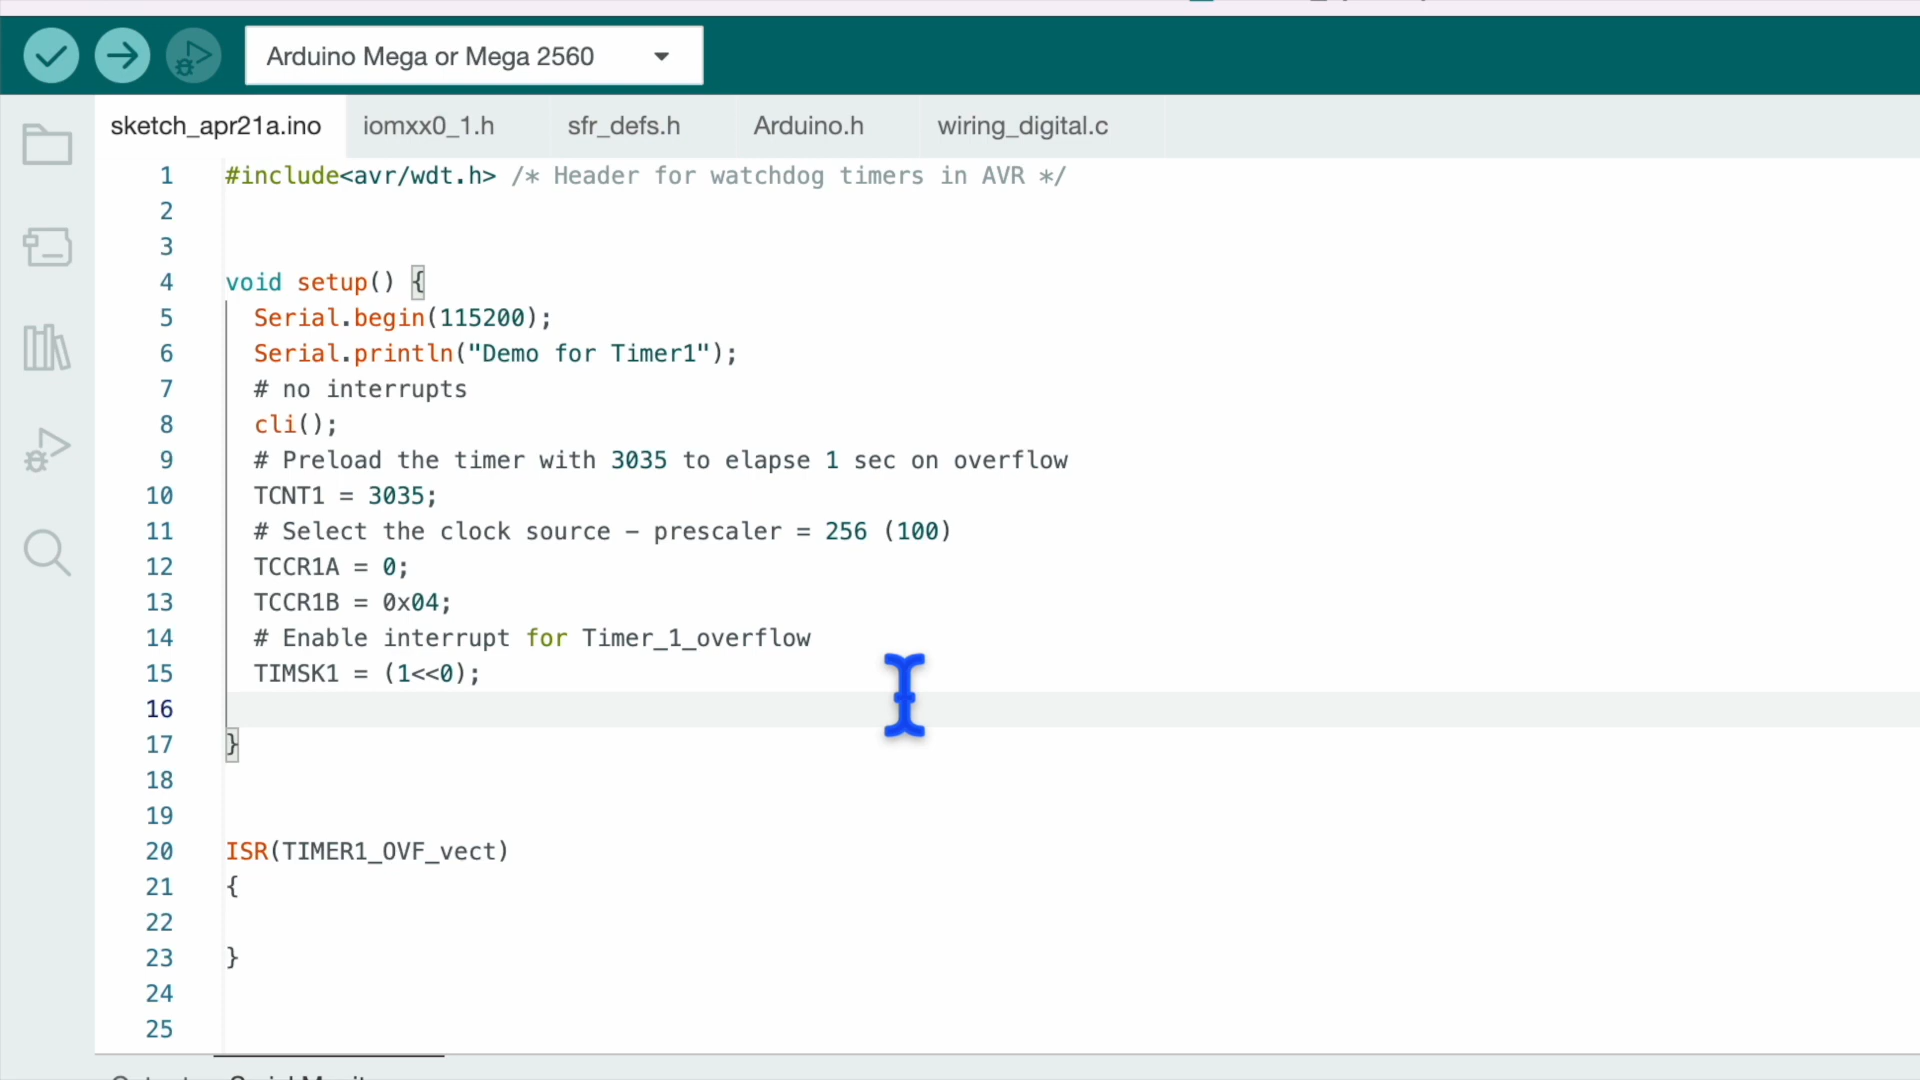 Arduino Mega or Mega 2560
sketch_apr21a.ino iomxx0_1.h sfr_defs.h Arduino.h wiring_digital.c
1 #include<avr/wdt.h> /* Header for watchdog timers in AVR */
2
3
4 void setup() {
5 Serial.begin(115200);
6 Serial.println("Demo for Timer1");
7 # no interrupts
8 cli();
9 # Preload the timer with 3035 to elapse 1 sec on overflow
10 TCNT1 = 3035;
11 # Select the clock source – prescaler = 256 (100)
12 TCCR1A = 0;
13 TCCR1B = 0x04;
14 # Enable interrupt for Timer_1_overflow
15 TIMSK1 = (1<<0);
16
17 }
18
19
20 ISR(TIMER1_OVF_vect)
21 {
22
23 }
24
25